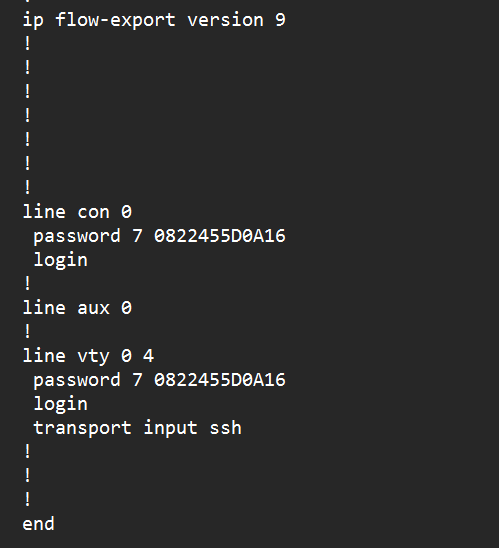 ip flow-export version 9
!
!
!
!
!
!
!
line con 0
 password 7 0822455D0A16
 login
!
line aux 0
!
line vty 0 4
 password 7 0822455D0A16
 login
 transport input ssh
!
!
!
end